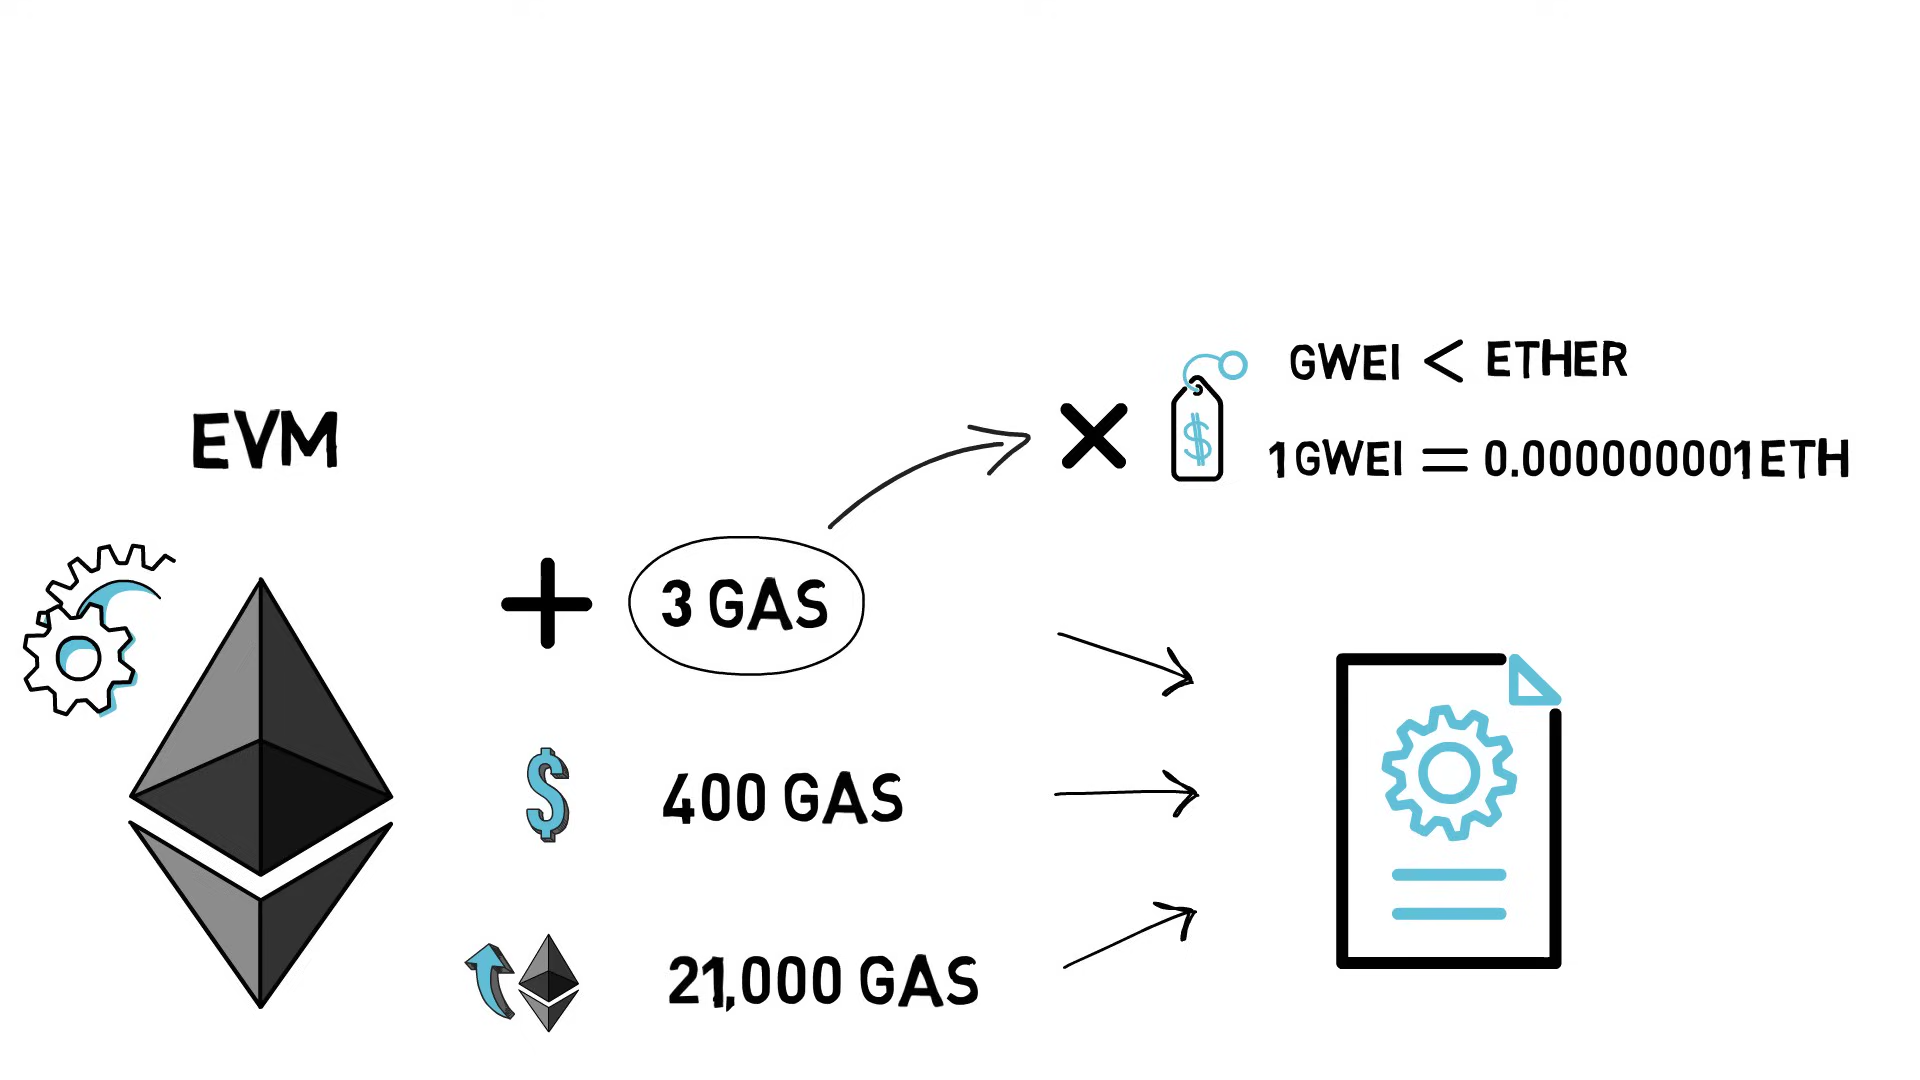 GWEI < ETHER
EVM
1GWEI = 0.000000001ETH
+ 3 GAS
$ 400 GAS
21,000 GAS